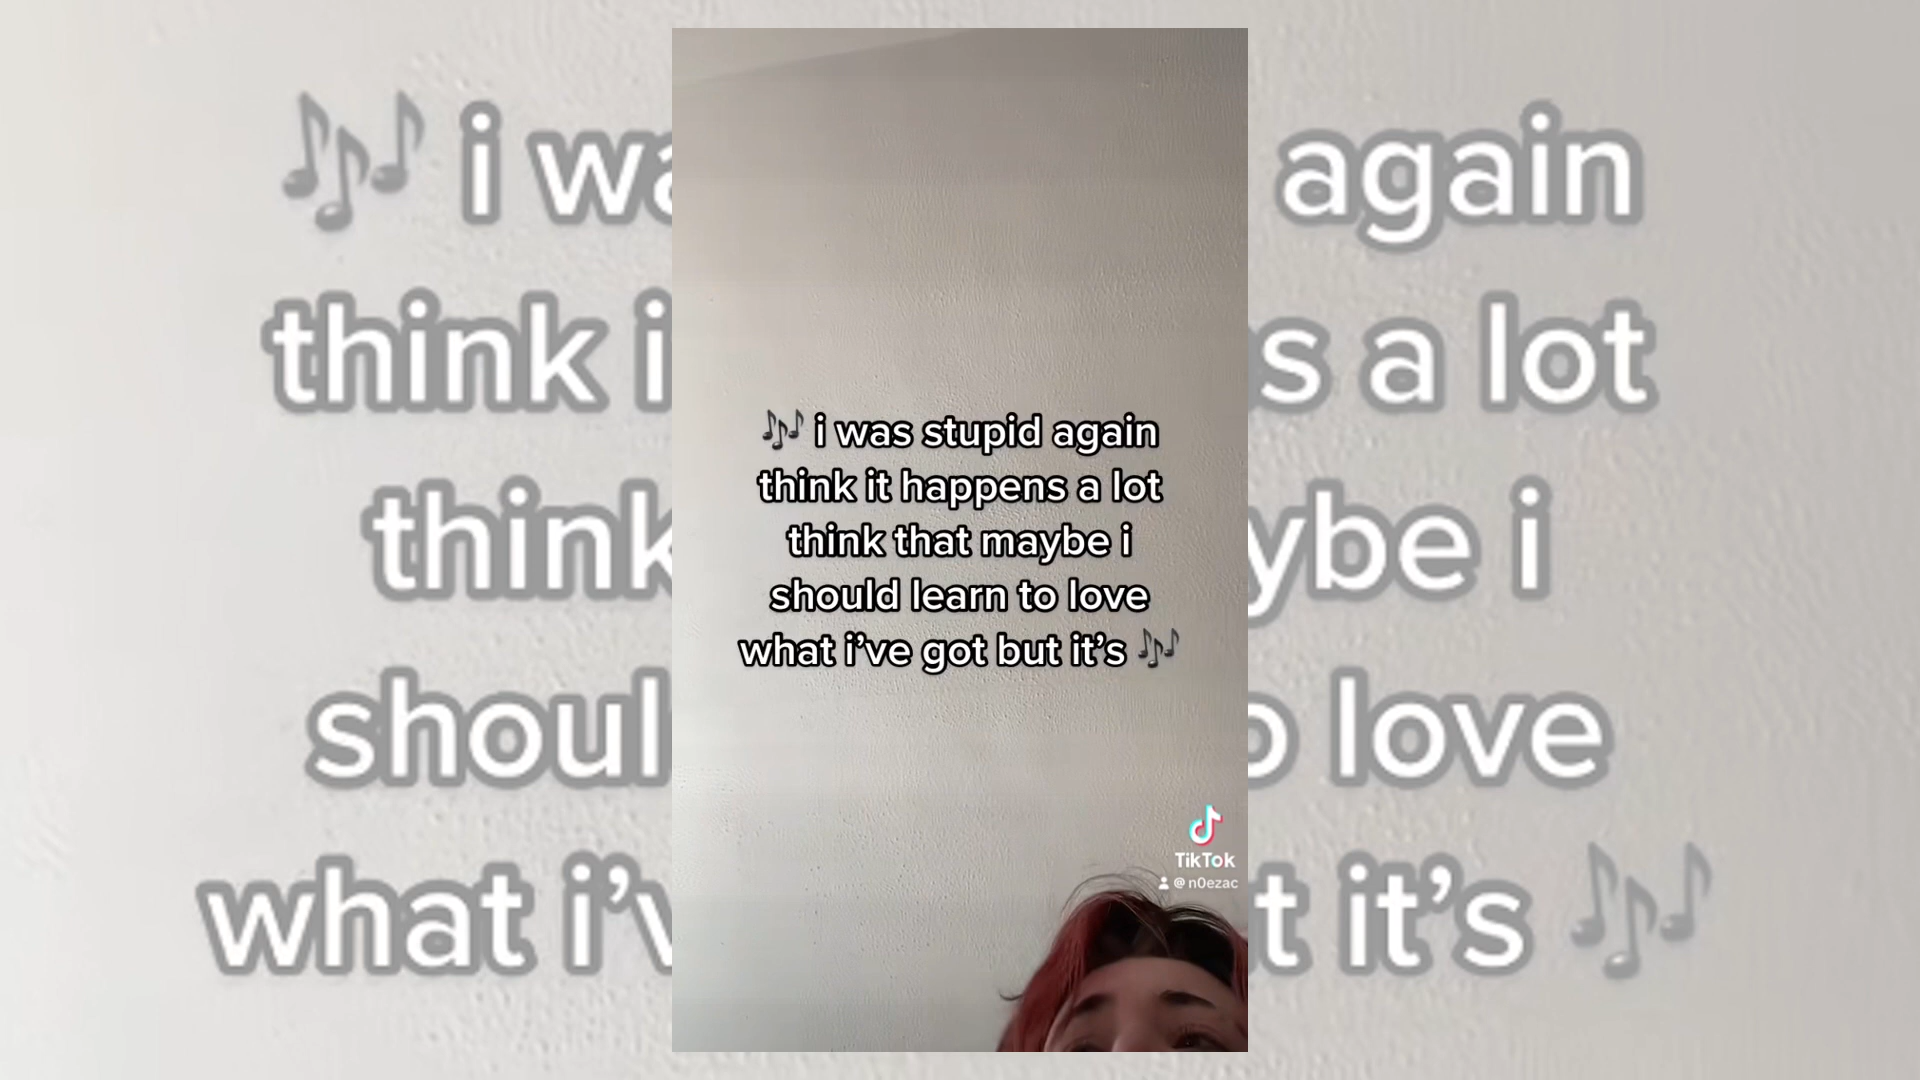 🎶 i was stupid again
think it happens a lot
think that maybe i
should learn to love
what i've got but it's 🎶
TikTok
@n0ezac